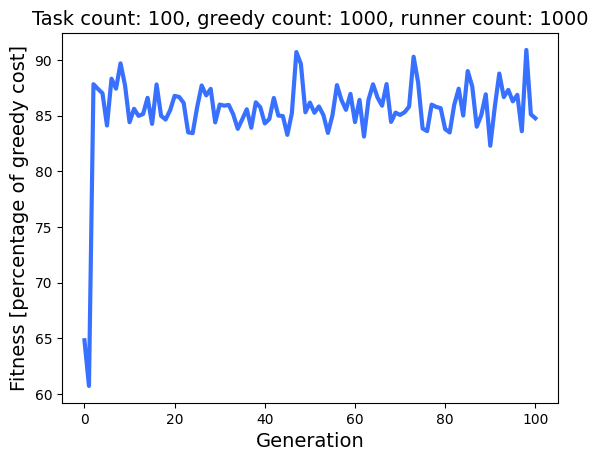 Task count: 100, greedy count: 1000, runner count: 1000
Fitness [percentage of greedy cost]
90
85
80
75
70
65
60
0 20 40 60 80 100
Generation